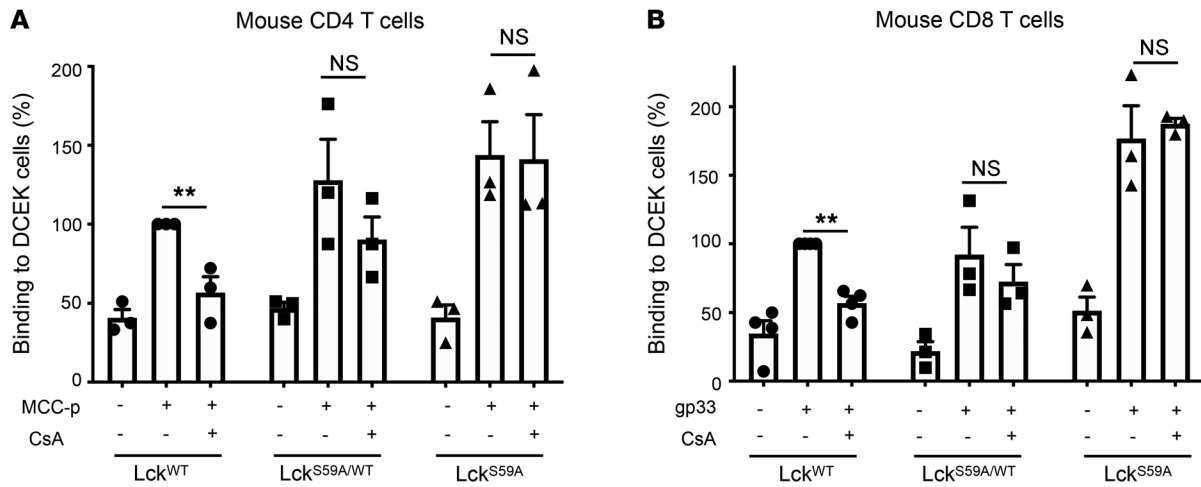 A
Mouse CD4 T cells
Binding to DCEK cells (%)
200
150
100
50
0
**
NS
NS
MCC-p - + + - + + - + +
CsA - - + - - + - - +
LckWT LckS59A/WT LckS59A
B
Mouse CD8 T cells
Binding to DCEK cells (%)
200
150
100
50
0
**
NS
NS
gp33 - + + - + + - + +
CsA - - + - - + - - +
LckWT LckS59A/WT LckS59A